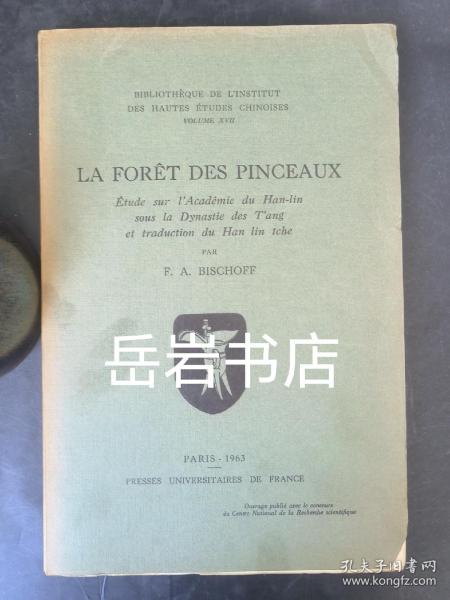 BIBLIOTHÈQUE DE L'INSTITUT
DES HAUTES ÉTUDES CHINOISES
VOLUME XVII
LA FORÊT DES PINCEAUX
Étude sur l'Académie du Han-lin
sous la Dynastie des T'ang
et traduction du Han lin tche
PAR
F. A. BISCHOFF
岳岩书店
PARIS - 1963
PRESSES UNIVERSITAIRES DE FRANCE
Ouvrage publié avec le concours
du Centre National de la Recherche scientifique
孔夫子旧书网
www.kongfz.com